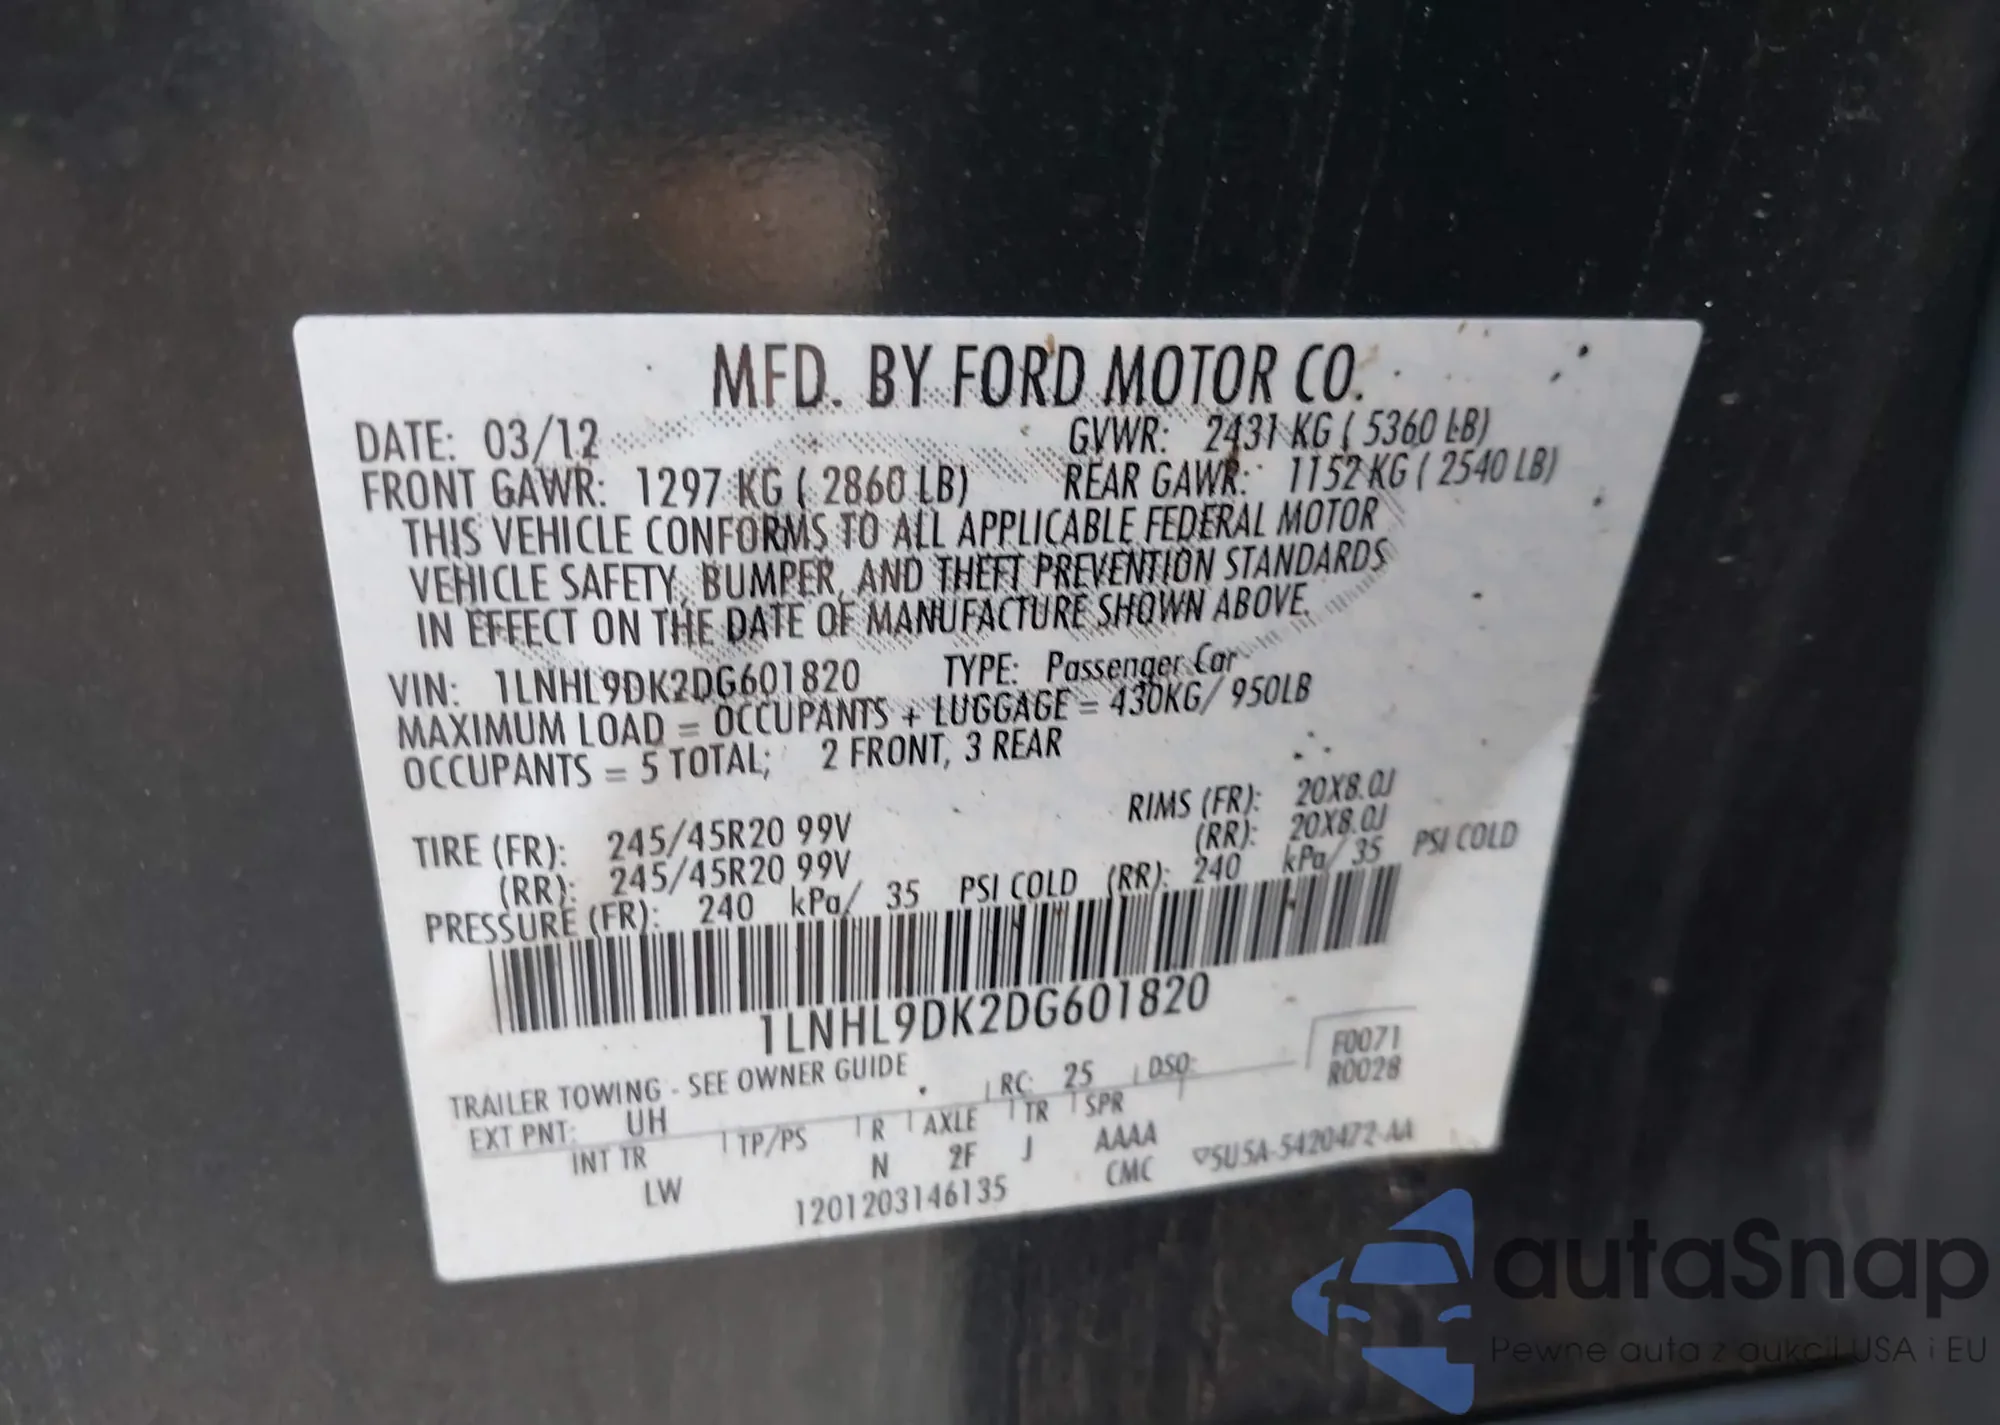 MFD. BY FORD MOTOR CO.
DATE: 03/12 GVWR: 2431 KG ( 5360 LB)
FRONT GAWR: 1297 KG ( 2860 LB) REAR GAWR: 1152 KG ( 2540 LB)
THIS VEHICLE CONFORMS TO ALL APPLICABLE FEDERAL MOTOR
VEHICLE SAFETY, BUMPER, AND THEFT PREVENTION STANDARDS
IN EFFECT ON THE DATE OF MANUFACTURE SHOWN ABOVE.
VIN: 1LNHL9DK2DG601820 TYPE: Passenger Car
MAXIMUM LOAD = OCCUPANTS + LUGGAGE = 430KG/ 950LB
OCCUPANTS = 5 TOTAL; 2 FRONT, 3 REAR
TIRE (FR): 245/45R20 99V RIMS (FR): 20X8.0J
(RR): 245/45R20 99V (RR): 20X8.0J
PRESSURE (FR): 240 kPa/ 35 PSI COLD (RR): 240 kPa/ 35 PSI COLD
1LNHL9DK2DG601820
TRAILER TOWING - SEE OWNER GUIDE
F0071
R0028
EXT PNT: UH RC: 25 DSO:
INT TR TP/PS R AXLE TR SPR
LW N 2F J AAAA
1201203146135 CMC ▽5U5A-5420472-AA
autaSnap
Pewne auta z aukcji USA i EU